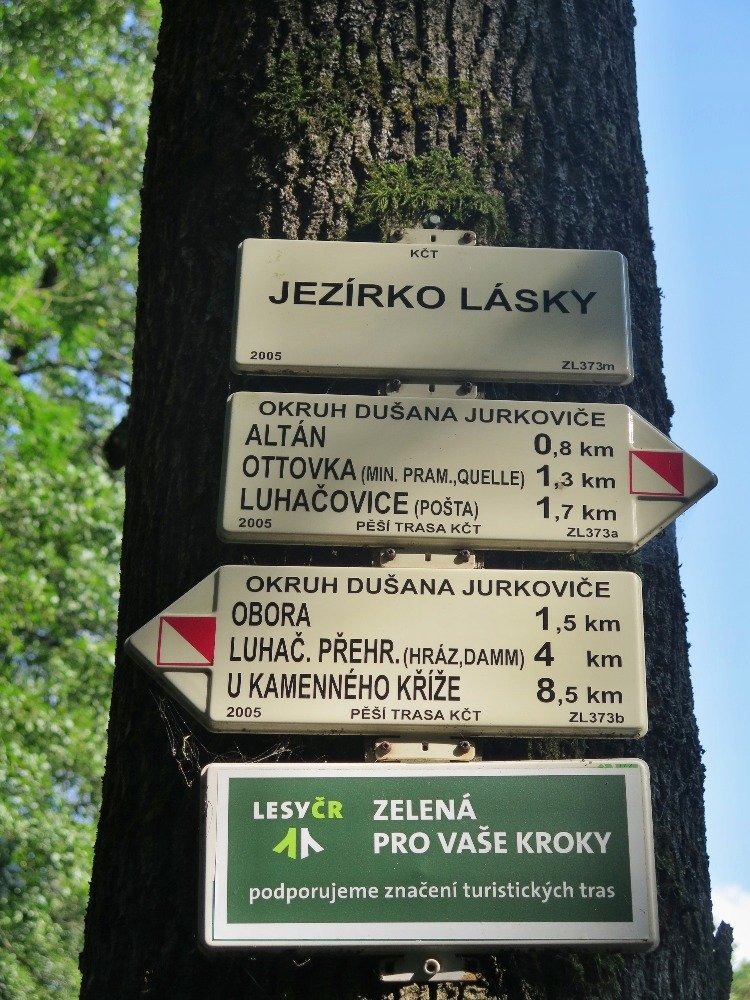 KČT
JEZÍRKO LÁSKY
2005 ZL373m
OKRUH DUŠANA JURKOVIČE
ALTÁN 0,8 km
OTTOVKA (MIN. PRAM.,QUELLE) 1,3 km
LUHAČOVICE (POŠTA) 1,7 km
2005 PĚŠÍ TRASA KČT ZL373a
OKRUH DUŠANA JURKOVIČE
OBORA 1,5 km
LUHAČ. PŘEHR. (HRÁZ,DAMM) 4 km
U KAMENNÉHO KŘÍŽE 8,5 km
2005 PĚŠÍ TRASA KČT ZL373b
LESYČR
ZELENÁ
PRO VAŠE KROKY
podporujeme značení turistických tras